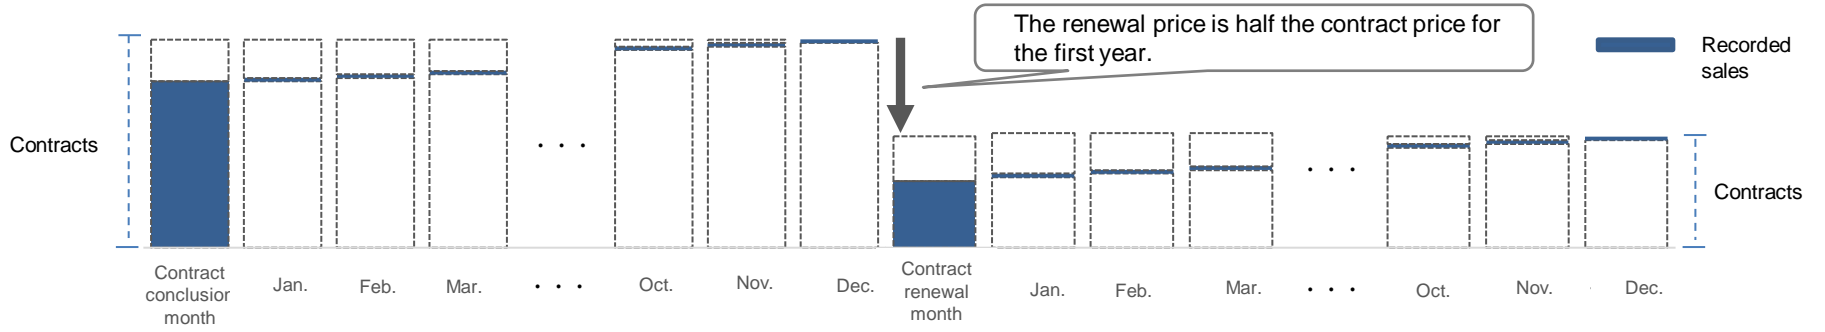 The renewal price is half the contract price for
the first year.
Recorded
sales
Contracts
Contracts
Contract
conclusior
month
Jan.
Feb.
Mar.
・・・
Oct.
Nov.
Dec.
Contract
renewal
month
Jan.
Feb.
Mar.
・・・
Oct.
Nov.
Dec.